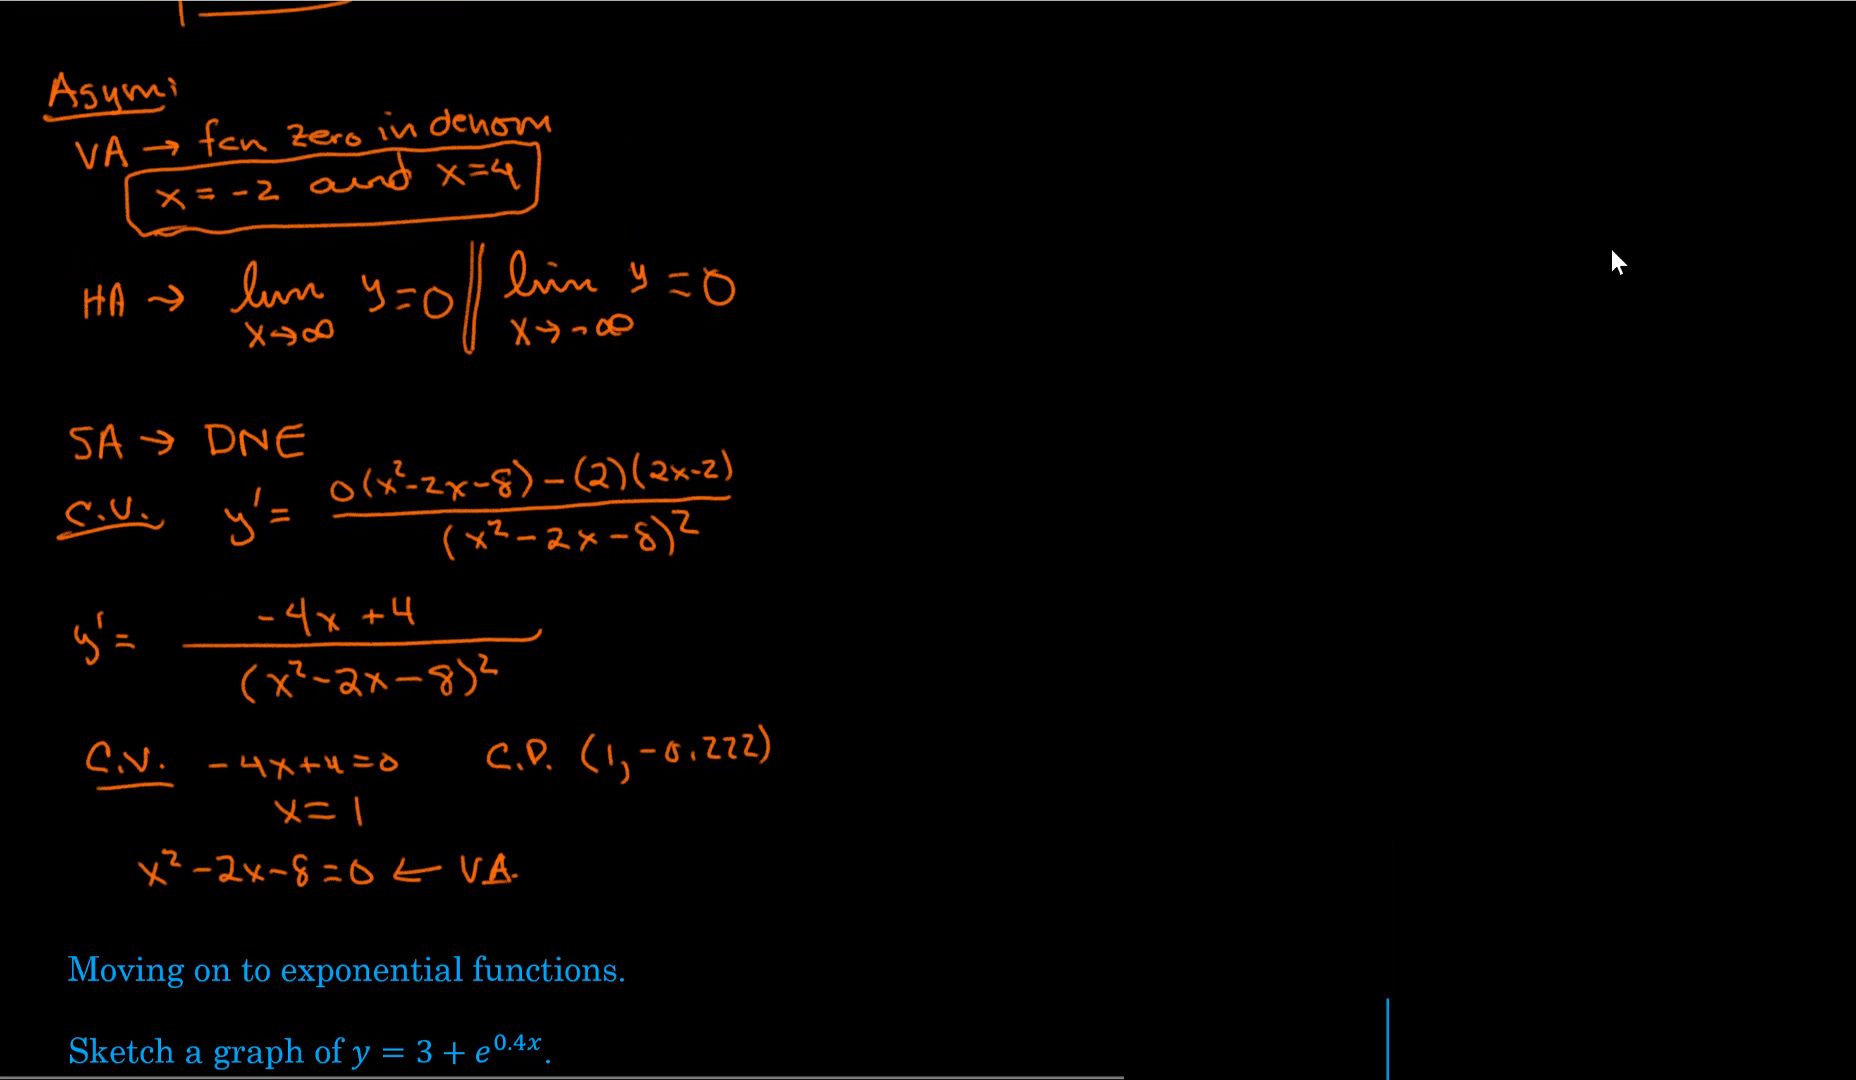 Asym:
VA → fcn zero in denom
x = -2 and x=4
HA → lim y=0 || lim y=0
x→∞ x→-∞
SA → DNE
C.V. y' = 0(x²-2x-8) - (2)(2x-2)
(x²-2x-8)²
y' = -4x+4
(x²-2x-8)²
C.V. -4x+4=0 C.P. (1, -0.222)
x=1
x²-2x-8=0 ← VA.
Moving on to exponential functions.
Sketch a graph of y = 3 + e^{0.4x}.